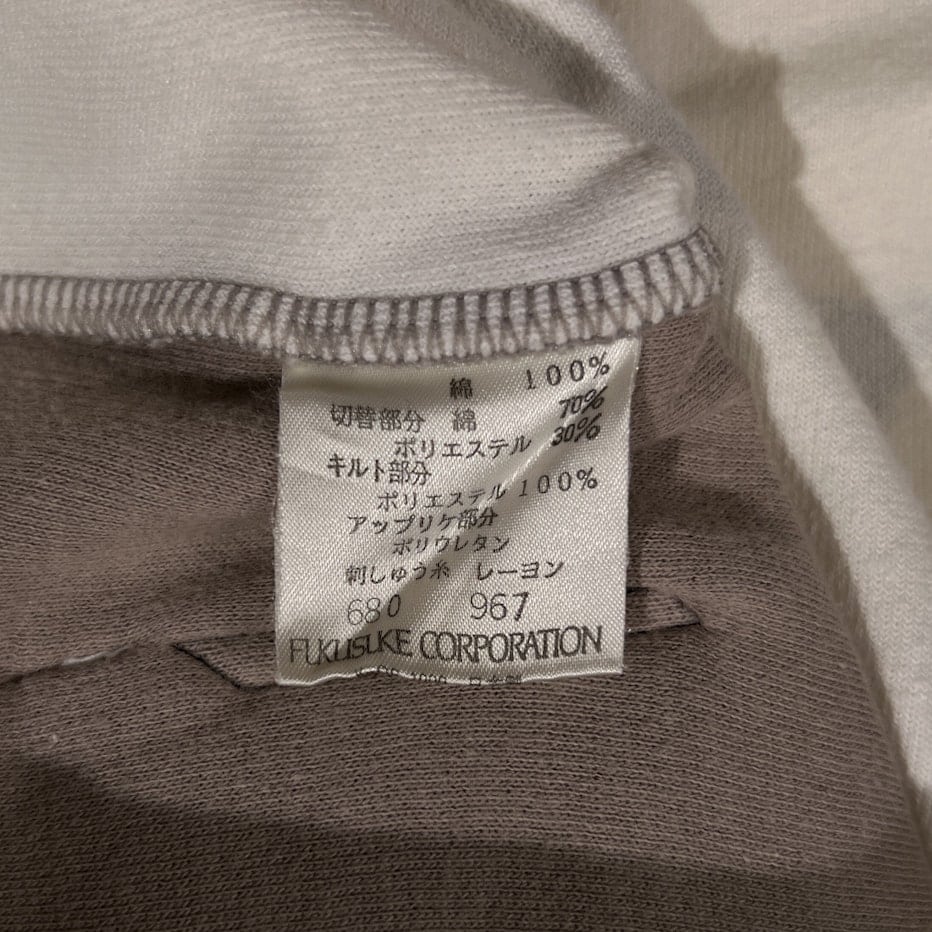 綿 100%
切替部分 綿 70%
ポリエステル 30%
キルト部分
ポリエステル 100%
アップリケ部分
ポリウレタン
刺しゅう糸 レーヨン
680 967
FUKUSUKE CORPORATION